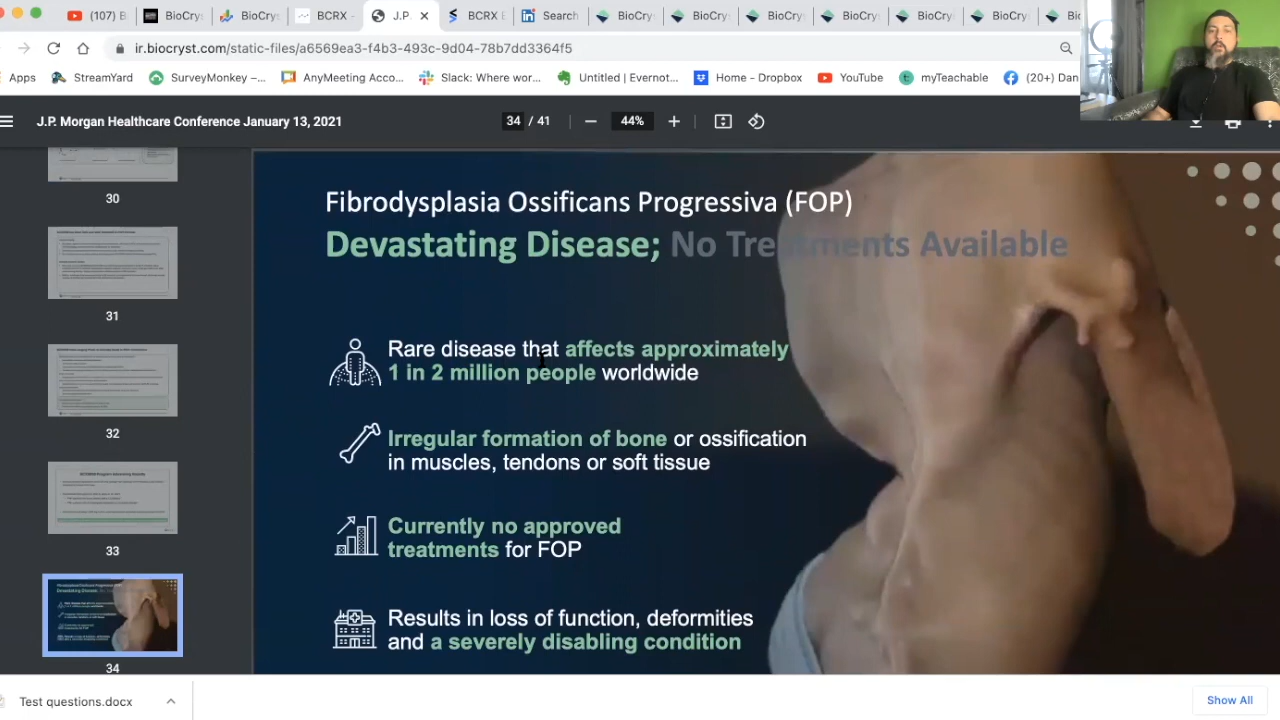 (107)
BioCrys
BioCrys
BCRX -
J.P.
BCRX E
Search
BioCry
BioCry
BioCry
BioCry
BioCry
BioCry
ir.biocryst.com/static-files/a6569ea3-f4b3-493c-9d04-78b7dd3364f5
Apps
StreamYard
SurveyMonkey –...
AnyMeeting Acco...
Slack: Where wor...
Untitled | Evernot...
Home - Dropbox
YouTube
myTeachable
(20+) Dan
J.P. Morgan Healthcare Conference January 13, 2021
34 / 41
44%
30
31
32
33
34
Fibrodysplasia Ossificans Progressiva (FOP)
Devastating Disease; No Treatments Available
Rare disease that affects approximately
1 in 2 million people worldwide
Irregular formation of bone or ossification
in muscles, tendons or soft tissue
Currently no approved
treatments for FOP
Results in loss of function, deformities
and a severely disabling condition
Test questions.docx
Show All